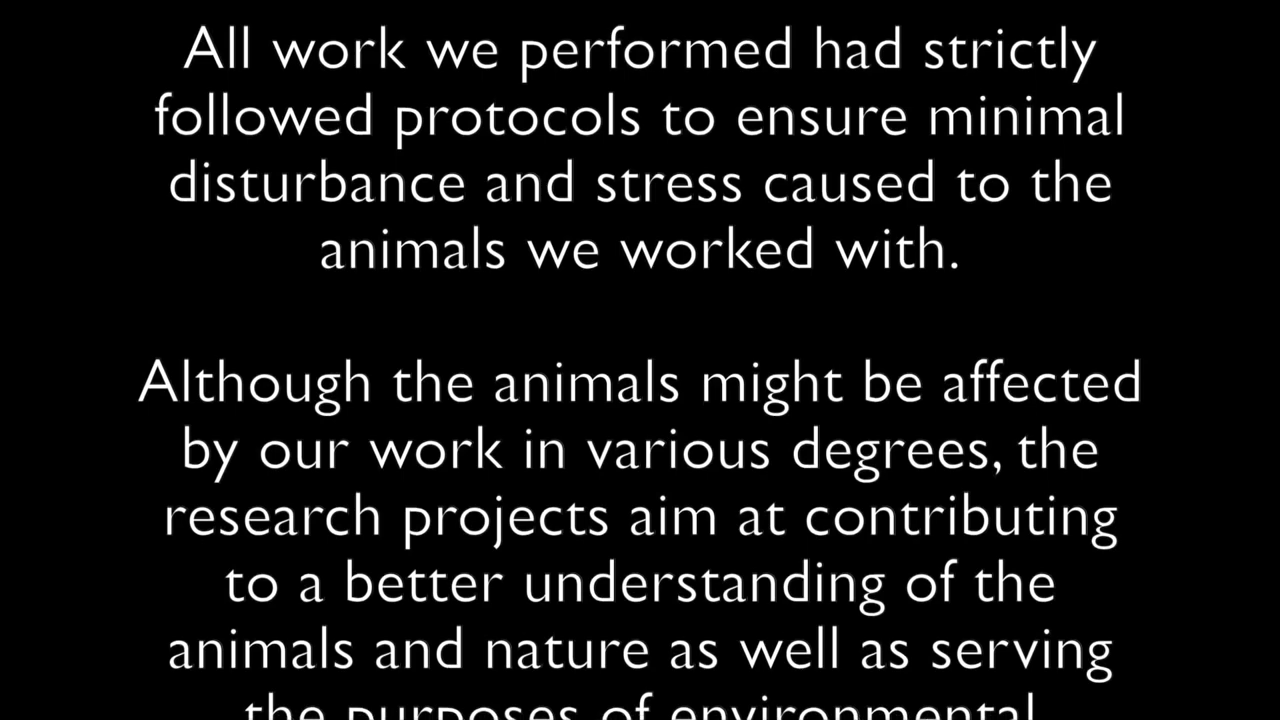 All work we performed had strictly
followed protocols to ensure minimal
disturbance and stress caused to the
animals we worked with.
Although the animals might be affected
by our work in various degrees, the
research projects aim at contributing
to a better understanding of the
animals and nature as well as serving
the purposes of environmental